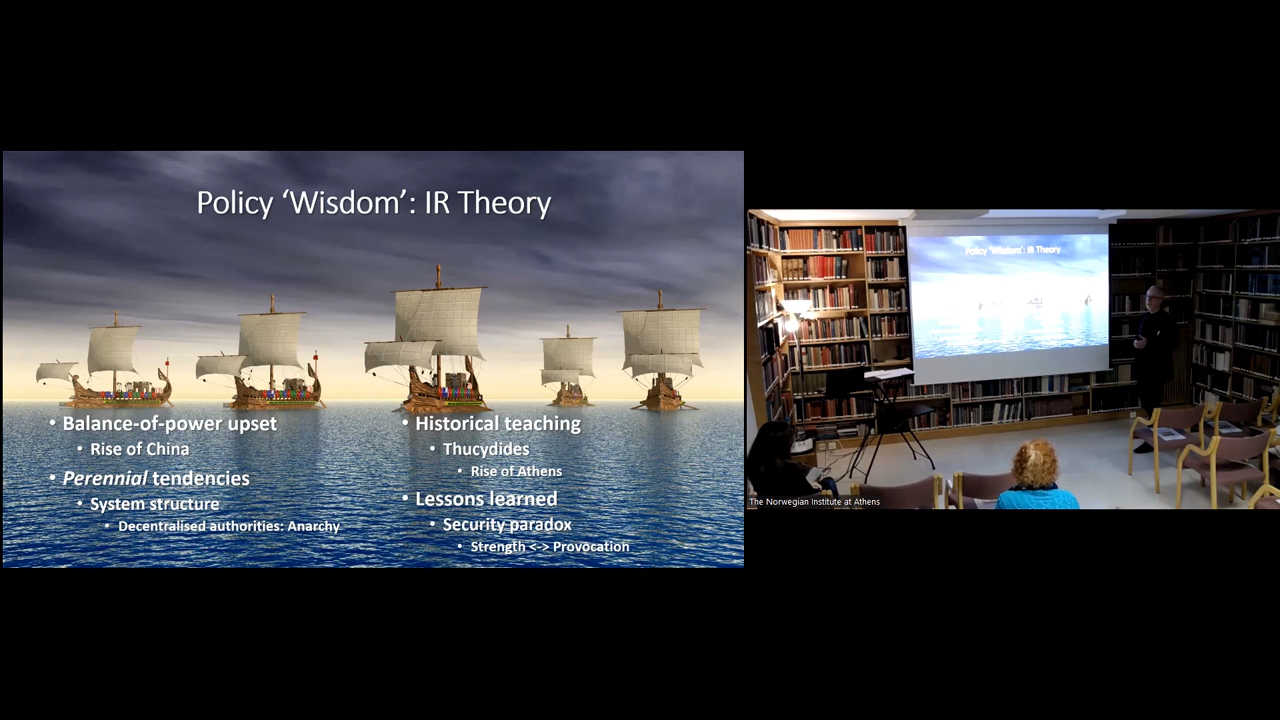 Policy ‘Wisdom’: IR Theory
• Balance-of-power upset
• Rise of China
• Perennial tendencies
• System structure
• Decentralised authorities: Anarchy
• Historical teaching
• Thucydides
• Rise of Athens
• Lessons learned
• Security paradox
• Strength <-> Provocation
Policy ‘Wisdom’: IR Theory
The Norwegian Institute at Athens